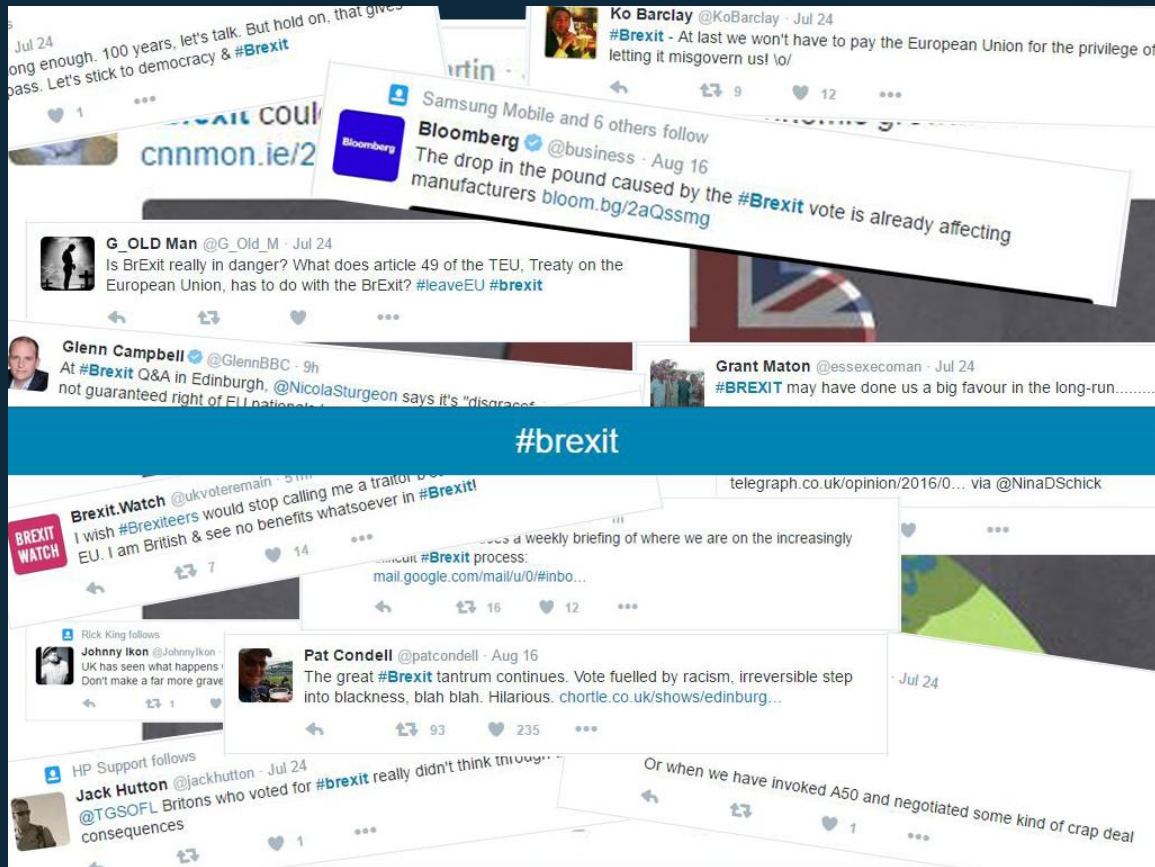 Jul 24
ong enough. 100 years, let's talk. But hold on, that gives
pass. Let's stick to democracy & #Brexit
1
Ko Barclay @KoBarclay · Jul 24
#Brexit - At last we won't have to pay the European Union for the privilege of
letting it misgovern us! \o/
9 12
rtin
coul
cnnmon.ie/2
Samsung Mobile and 6 others follow
Bloomberg
Bloomberg @business · Aug 16
The drop in the pound caused by the #Brexit vote is already affecting
manufacturers bloom.bg/2aQssmg
G_OLD Man @G_Old_M · Jul 24
Is BrExit really in danger? What does article 49 of the TEU, Treaty on the
European Union, has to do with the BrExit? #leaveEU #brexit
Glenn Campbell @GlennBBC · 9h
At #Brexit Q&A in Edinburgh, @NicolaSturgeon says it's "disgrace
not guaranteed right of EU nationals
Grant Maton @essexecoman · Jul 24
#BREXIT may have done us a big favour in the long-run.........
#brexit
telegraph.co.uk/opinion/2016/0... via @NinaDSchick
BREXIT
WATCH
Brexit.Watch @ukvoteremain
I wish #Brexiteers would stop calling me a traitor
EU. I am British & see no benefits whatsoever in #Brexit!
7 14
a weekly briefing of where we are on the increasingly
#Brexit process:
mail.google.com/mail/u/0/#inbo...
16 12
Rick King follows
Johnny Ikon @JohnnyIkon ·
UK has seen what happens
Don't make a far more grave
1
Pat Condell @patcondell · Aug 16
The great #Brexit tantrum continues. Vote fuelled by racism, irreversible step
into blackness, blah blah. Hilarious. chortle.co.uk/shows/edinburg...
93 235
· Jul 24
Or when we have invoked A50 and negotiated some kind of crap deal
1
HP Support follows
Jack Hutton @jackhutton · Jul 24
@TGSOFL Britons who voted for #brexit really didn't think through
consequences
1